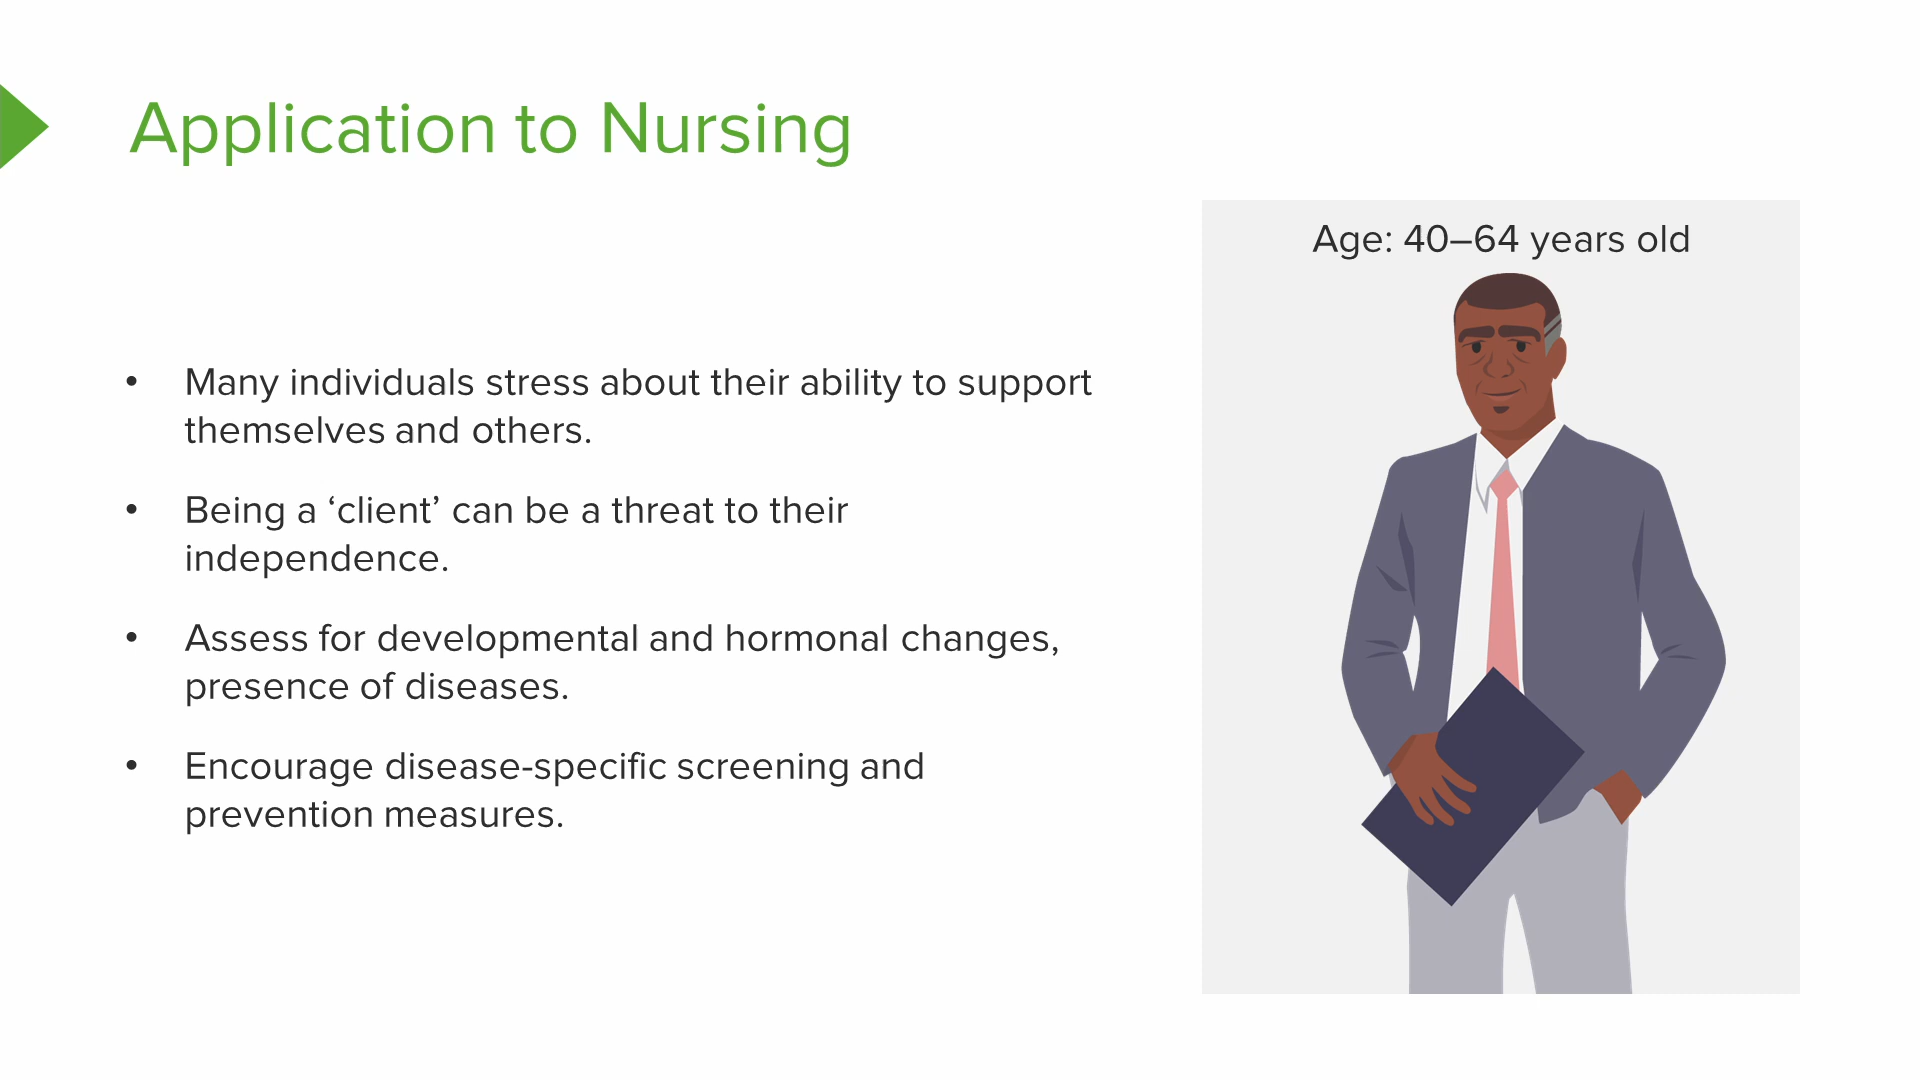 Application to Nursing
Age: 40–64 years old
• Many individuals stress about their ability to support
themselves and others.
• Being a ‘client’ can be a threat to their
independence.
• Assess for developmental and hormonal changes,
presence of diseases.
• Encourage disease-specific screening and
prevention measures.